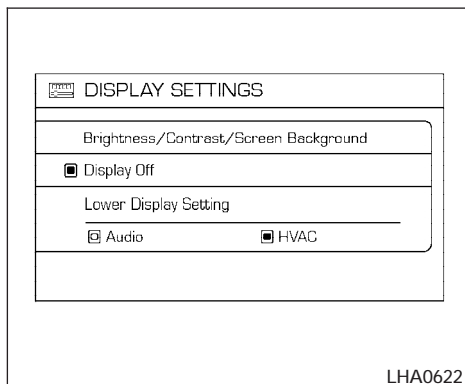 DISPLAY SETTINGS
Brightness/Contrast/Screen Background
Display Off
Lower Display Setting
Audio HVAC
LHA0622